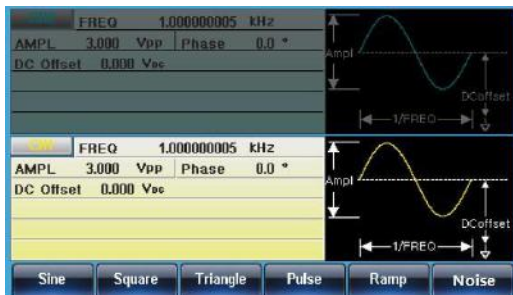 FREQ 1.000000005 kHz
AMPL 3.000 Vpp Phase 0.0 °
DC Offset 0.000 VDC
Ampl
DCoffset
1/FREQ
FREQ 1.000000005 kHz
AMPL 3.000 Vpp Phase 0.0 °
DC Offset 0.000 VDC
Ampl
DCoffset
1/FREQ
Sine Square Triangle Pulse Ramp Noise